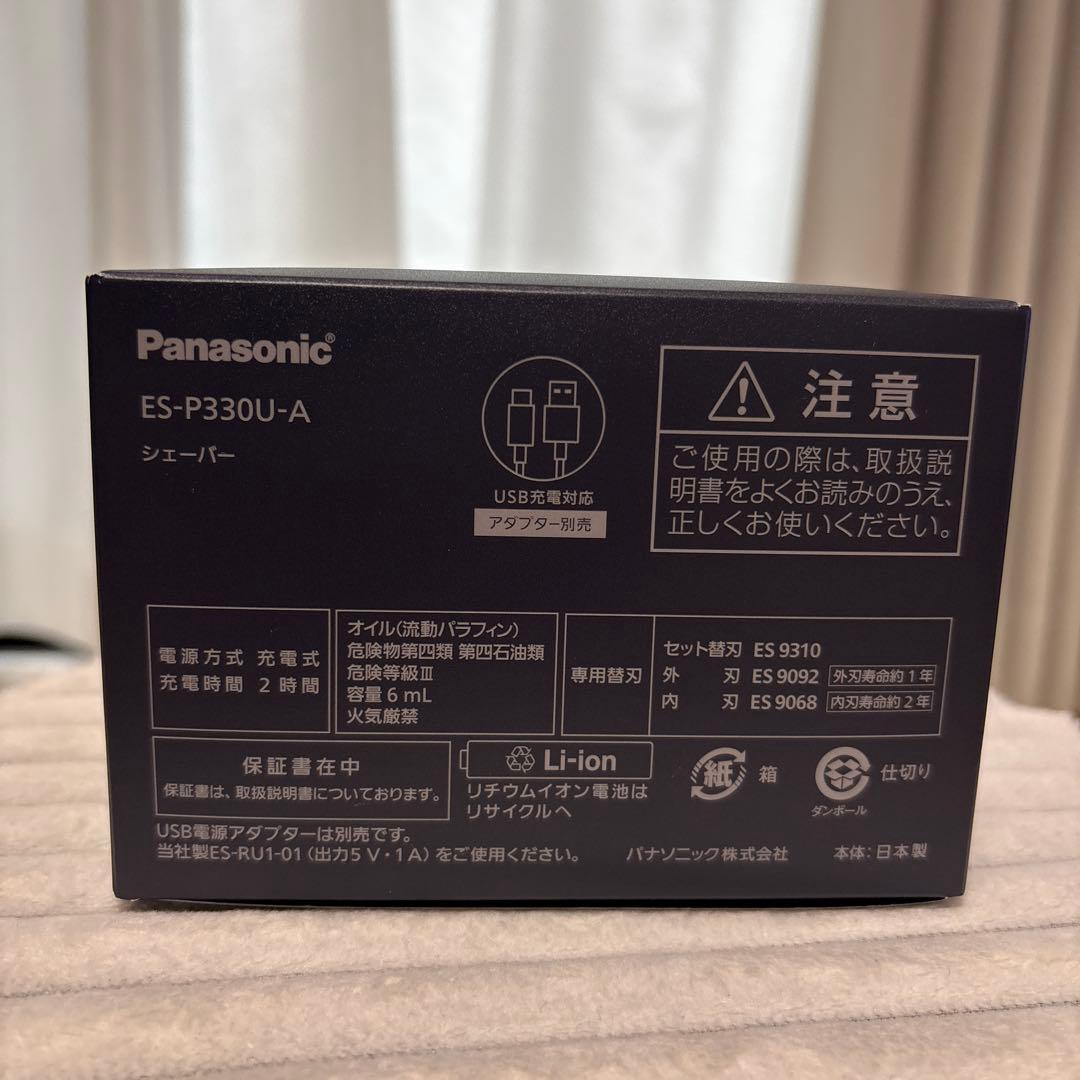 Panasonic®
ES-P330U-A
シェーバー
USB充電対応
アダプター別売
注意
ご使用の際は、取扱説
明書をよくお読みのうえ、
正しくお使いください。
電源方式 充電式
充電時間 2時間
オイル(流動パラフィン)
危険物第四類 第四石油類
危険等級Ⅲ
容量6mL
火気厳禁
専用替刃
セット替刃 ES 9310
外刃 ES 9092 外刃寿命約1年
内刃 ES 9068 内刃寿命約2年
保証書在中
保証書は、取扱説明書についております。
Li-ion
リチウムイオン電池は
リサイクルへ
紙 箱
ダンボール 仕切り
USB電源アダプターは別売です。
当社製ES-RU1-01(出力5V・1A)をご使用ください。
パナソニック株式会社 本体:日本製